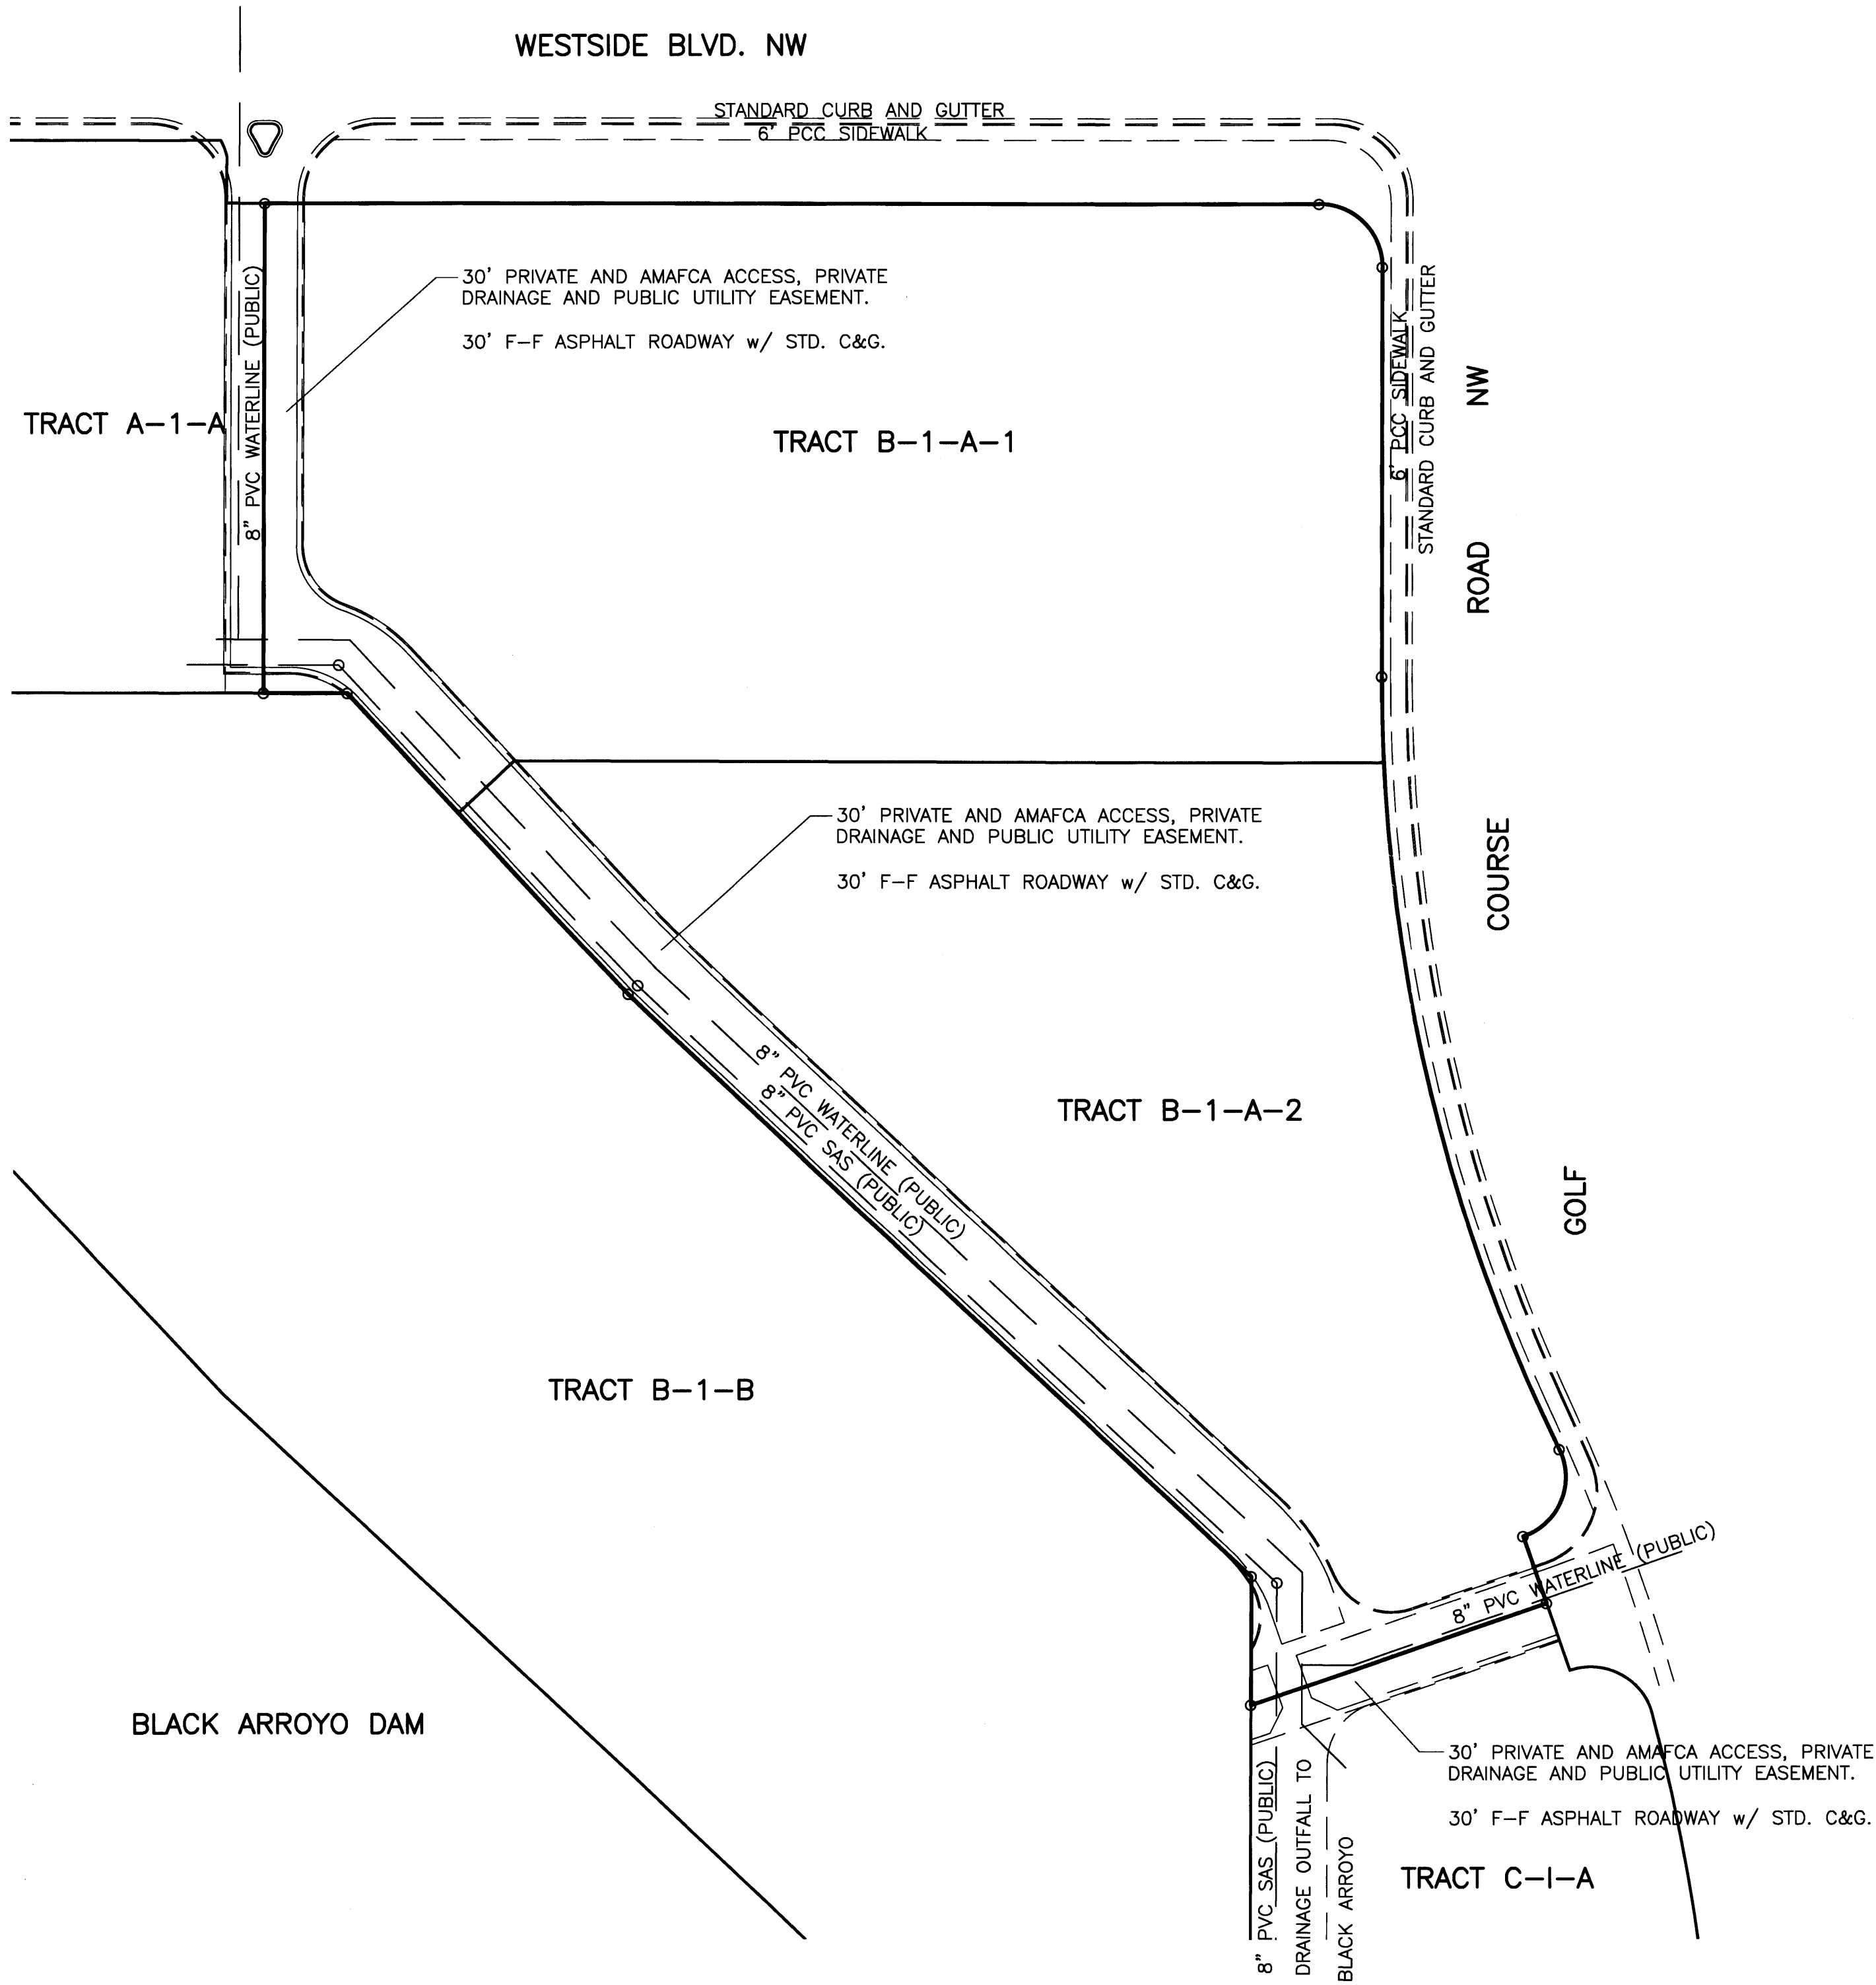 WESTSIDE BLVD. NW
STANDARD CURB AND GUTTER
6' PCC SIDEWALK
30' PRIVATE AND AMAFCA ACCESS, PRIVATE
DRAINAGE AND PUBLIC UTILITY EASEMENT.
30' F-F ASPHALT ROADWAY w/ STD. C&G.
8" PVC WATERLINE (PUBLIC)
TRACT A-1-A
TRACT B-1-A-1
6' PCC SIDEWALK
STANDARD CURB AND GUTTER
GOLF COURSE ROAD NW
30' PRIVATE AND AMAFCA ACCESS, PRIVATE
DRAINAGE AND PUBLIC UTILITY EASEMENT.
30' F-F ASPHALT ROADWAY w/ STD. C&G.
8" PVC WATERLINE (PUBLIC)
8" PVC SAS (PUBLIC)
TRACT B-1-A-2
TRACT B-1-B
8" PVC WATERLINE (PUBLIC)
BLACK ARROYO DAM
30' PRIVATE AND AMAFCA ACCESS, PRIVATE
DRAINAGE AND PUBLIC UTILITY EASEMENT.
30' F-F ASPHALT ROADWAY w/ STD. C&G.
8" PVC SAS (PUBLIC)
DRAINAGE OUTFALL TO
BLACK ARROYO
TRACT C-I-A